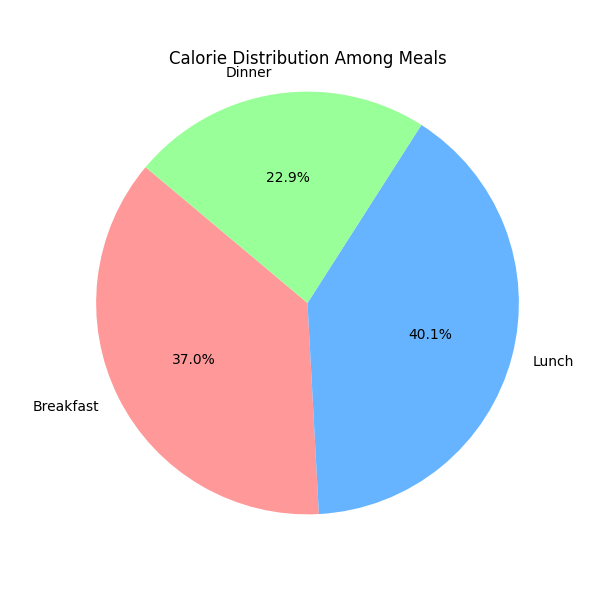 Calorie Distribution Among Meals
Dinner
22.9%
40.1%
37.0%
Lunch
Breakfast